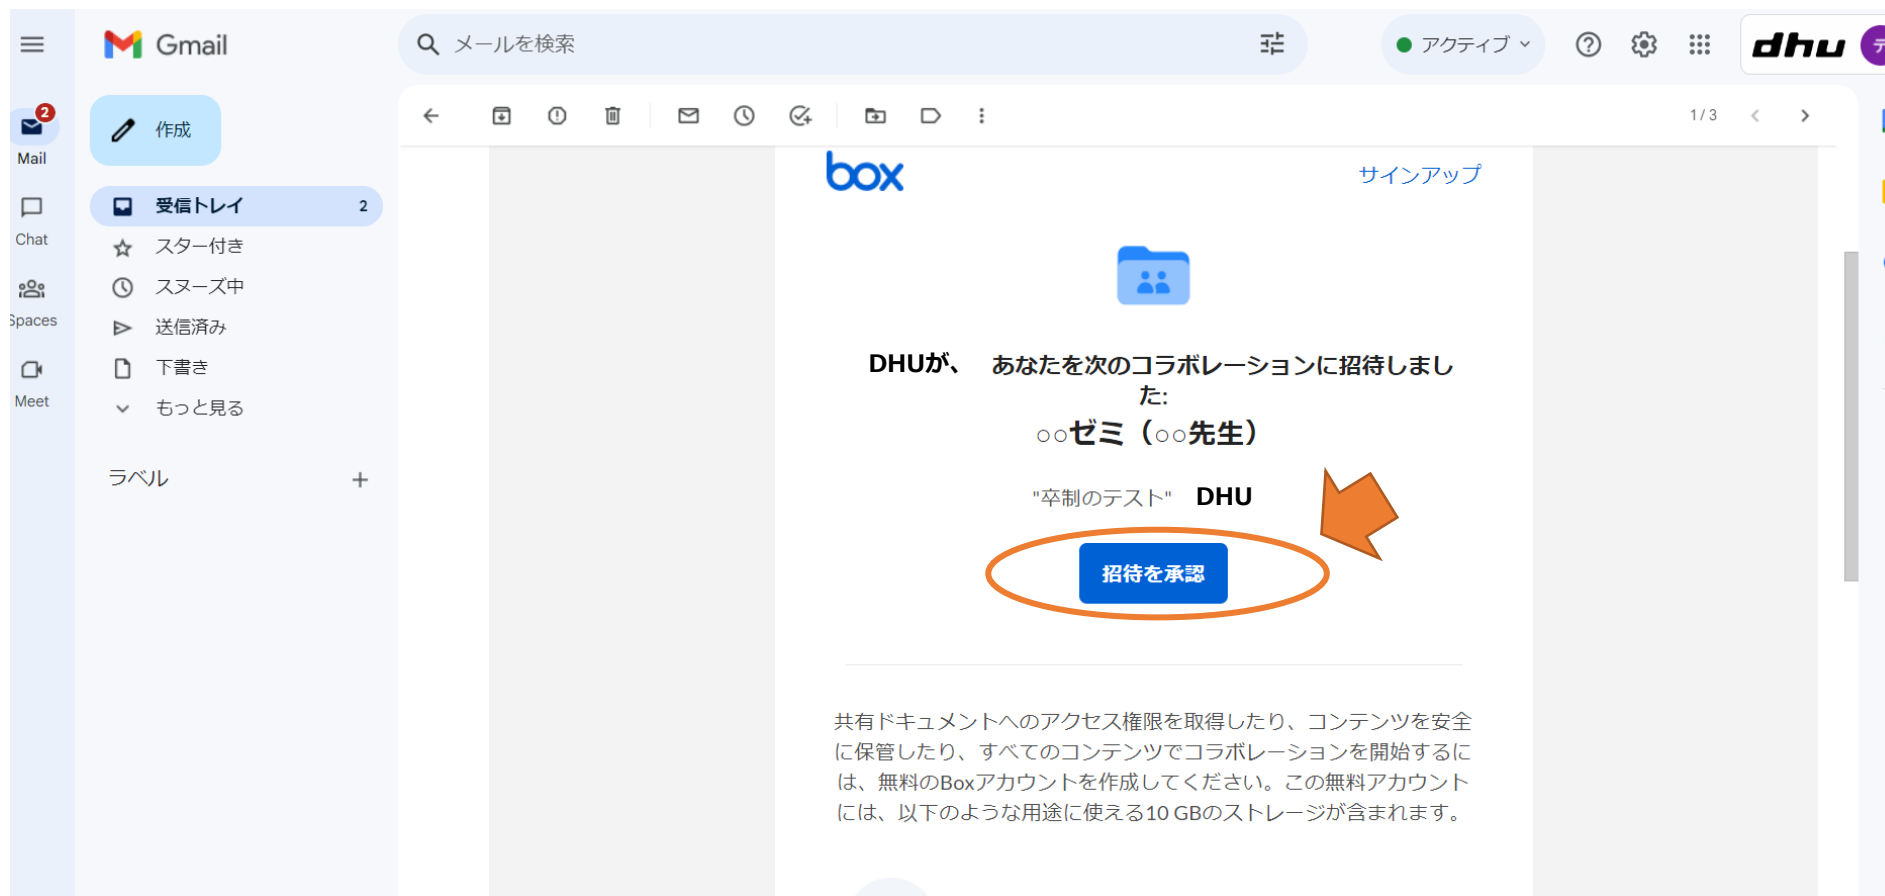 Gmail
メールを検索
アクティブ
dhu
テ
2
Mail
Chat
Spaces
Meet
作成
受信トレイ 2
スター付き
スヌーズ中
送信済み
下書き
もっと見る
ラベル
1/3
box
サインアップ
DHUが、 あなたを次のコラボレーションに招待しまし
た:
○○ゼミ（○○先生）
"卒制のテスト" DHU
招待を承認
共有ドキュメントへのアクセス権限を取得したり、コンテンツを安全
に保管したり、すべてのコンテンツでコラボレーションを開始するに
は、無料のBoxアカウントを作成してください。この無料アカウント
には、以下のような用途に使える10 GBのストレージが含まれます。